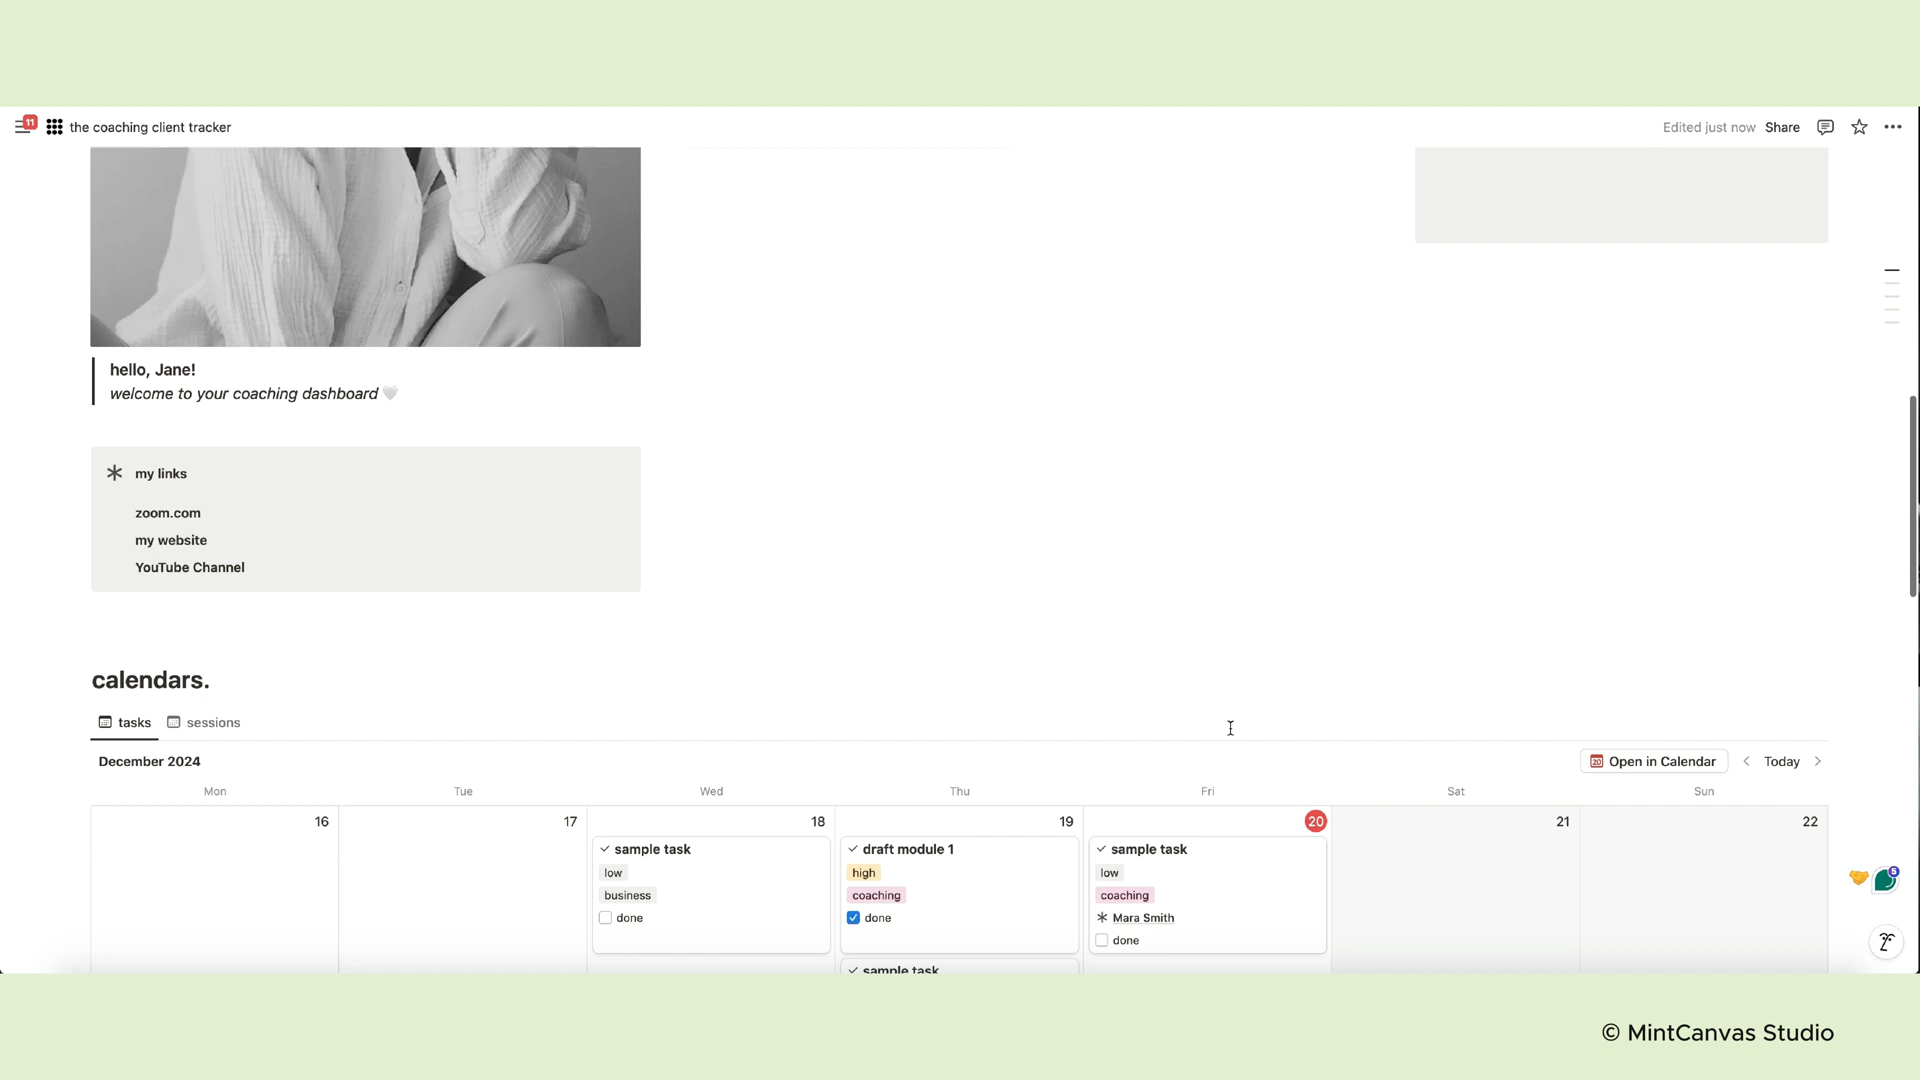 11
the coaching client tracker
Edited just now Share
hello, Jane!
welcome to your coaching dashboard 🤍
my links
zoom.com
my website
YouTube Channel
calendars.
tasks sessions
December 2024
20 Open in Calendar Today
Mon Tue Wed Thu Fri Sat Sun
16 17 18 19 20 21 22
sample task
low
business
done
draft module 1
high
coaching
done
sample task
sample task
low
coaching
Mara Smith
done
5
© MintCanvas Studio